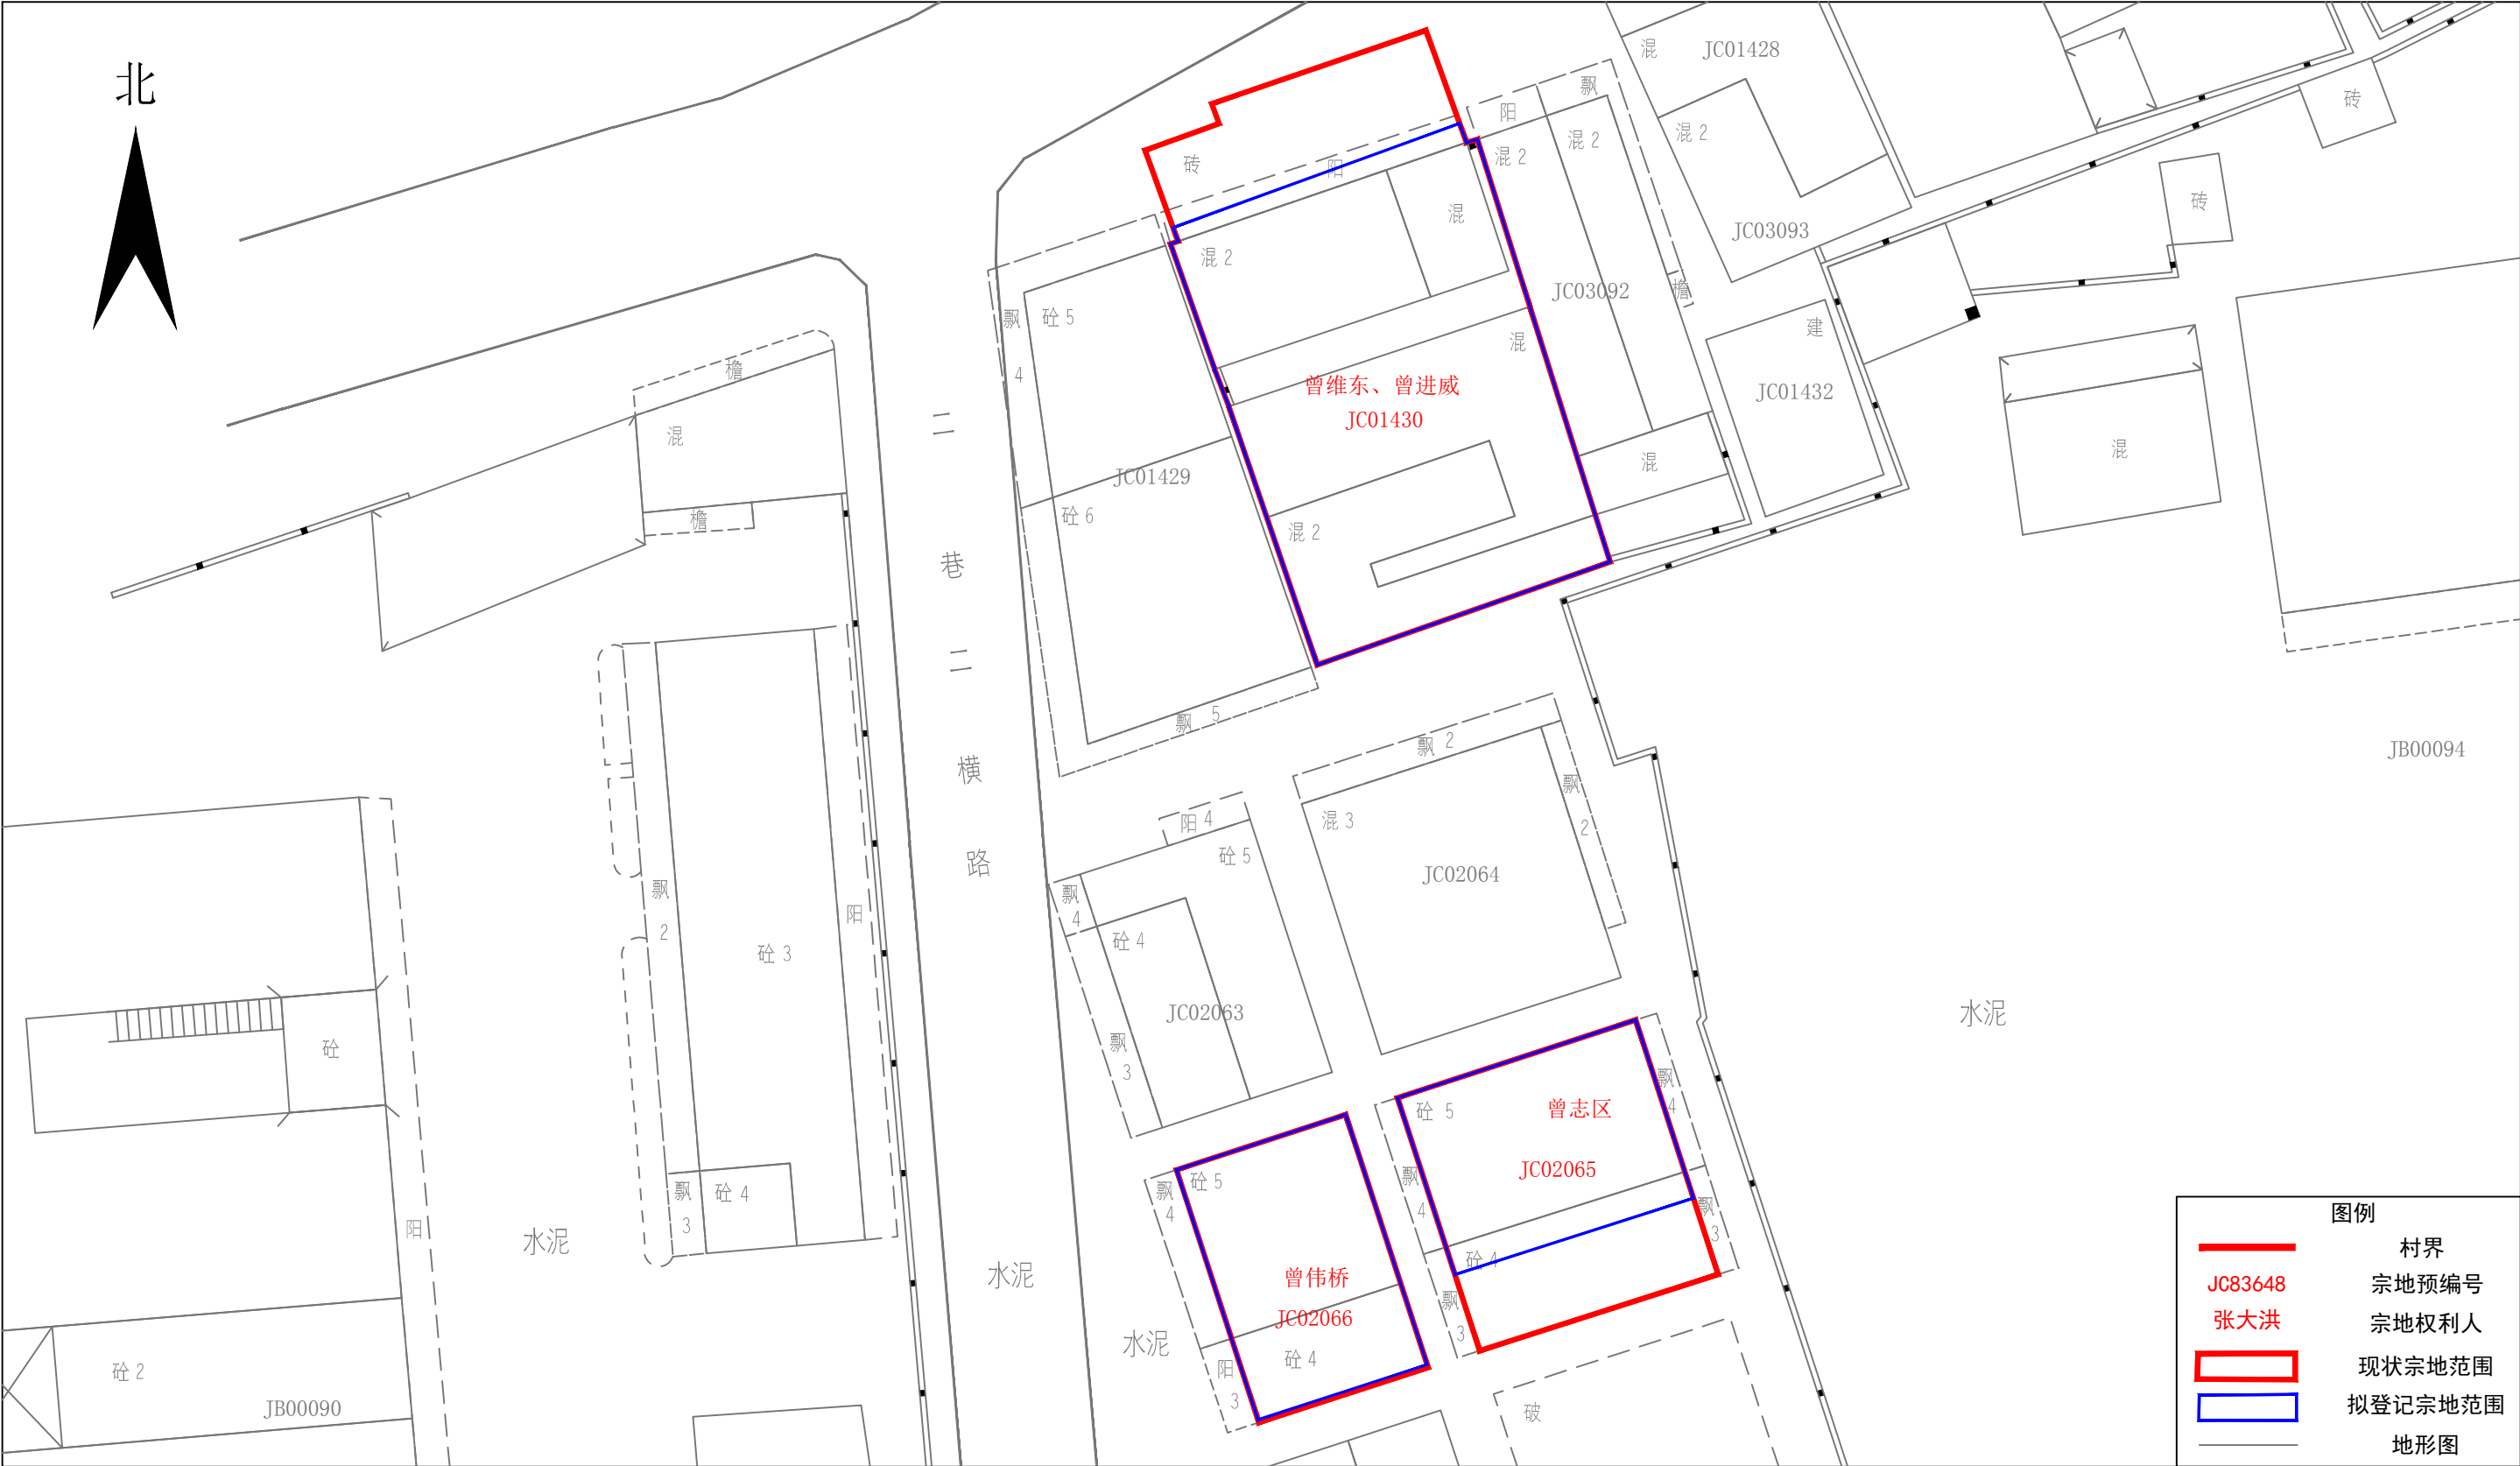 北
混
JC01428
混 2
JC03093
砖
砖
阳
飘
混 2
混 2
砖
阳
混
混 2
JC03092
檐
混
建
JC01432
混
混
飘
4
砼 5
JC01429
砼 6
飘 5
曾维东、曾进威
JC01430
混 2
檐
混
檐
二
巷
二
横
路
JB00094
飘 2
飘
2
混 3
JC02064
阳 4
砼 5
飘
4
砼 4
JC02063
飘
3
飘
2
砼 3
阳
砼
水泥
飘
3
砼 4
阳
水泥
水泥
水泥
砼 5
曾志区
JC02065
飘
4
飘
4
砼 4
飘
3
飘
3
砼 5
飘
4
曾伟桥
JC02066
阳
3
砼 4
破
砼 2
JB00090
图例
村界
JC83648 宗地预编号
张大洪 宗地权利人
现状宗地范围
拟登记宗地范围
地形图